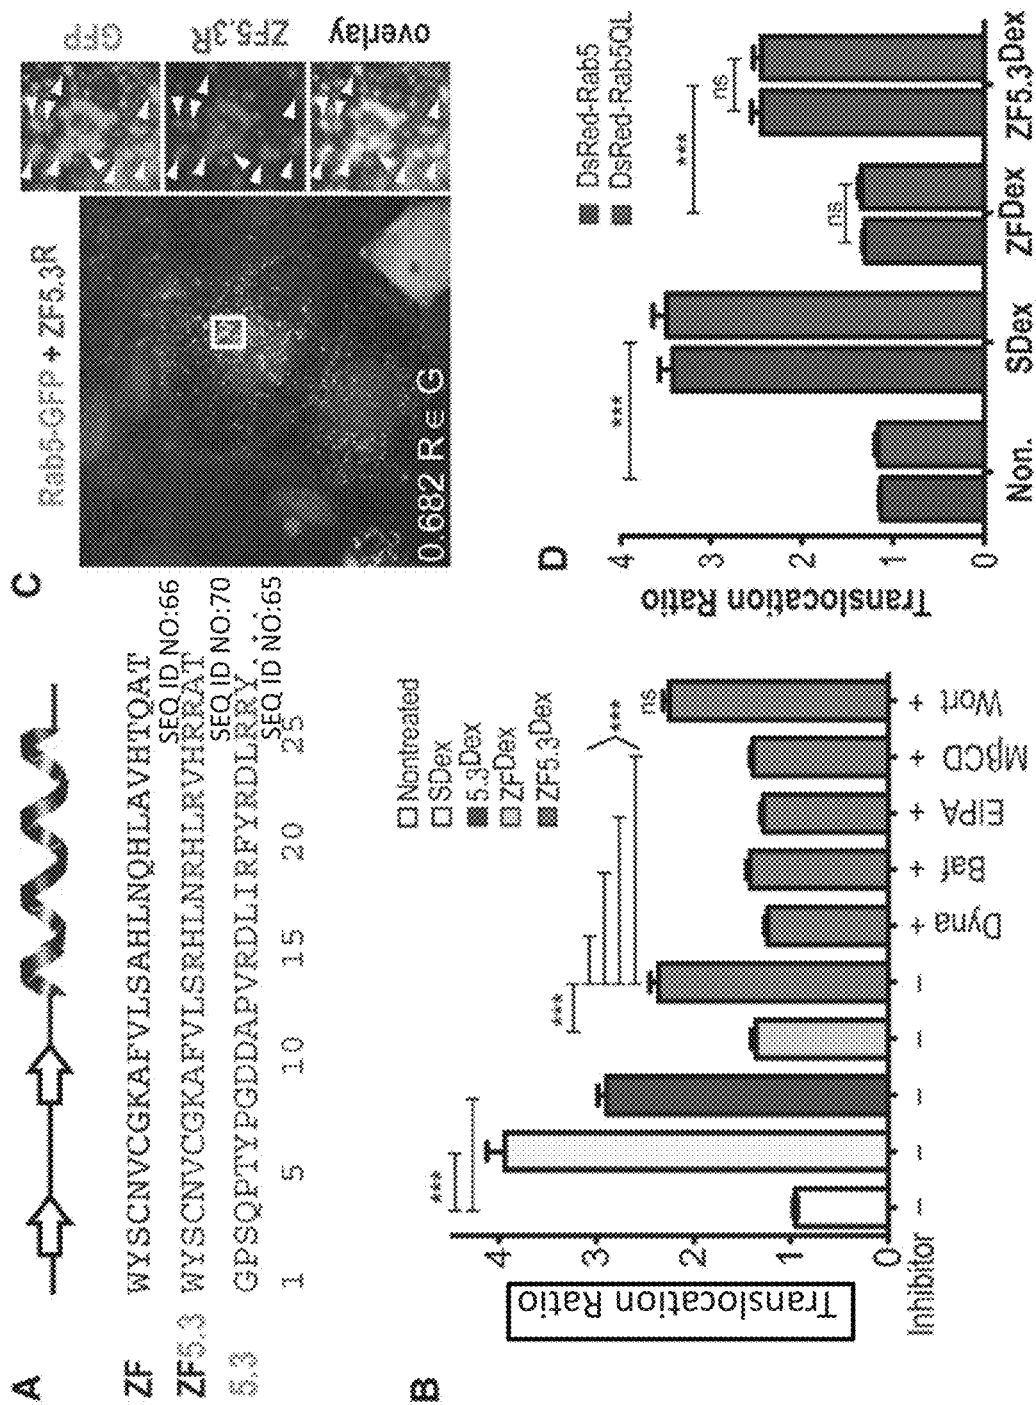 A
ZF WYSCNVCGKAFVLSAHLNQHLAVHTQAT
SEQ ID NO:66
ZF5.3 WYSCNVCGKAFVLSRHLNRHLRVHRRAT
SEQ ID NO:70
5.3 GPSQPTYPGDDAPVRDLIRFYRDLRRY...
SEQ ID NO:65
1 5 10 15 20 25
B
Translocation Ratio
4
3
2
1
0
Nontreated
SDex
5.3Dex
ZFDex
ZF5.3Dex
***
***
***
ns
Inhibitor − − − − − + + + + +
Dyna Baf EIPA MβCD Wort
C
Rab5-GFP + ZF5.3R
0.682 R ∈ G
GFP
ZF5.3R
overlay
D
Translocation Ratio
4
3
2
1
0
DsRed-Rab5
DsRed-Rab5QL
***
ns
***
ns
Non. SDex ZFDex ZF5.3Dex